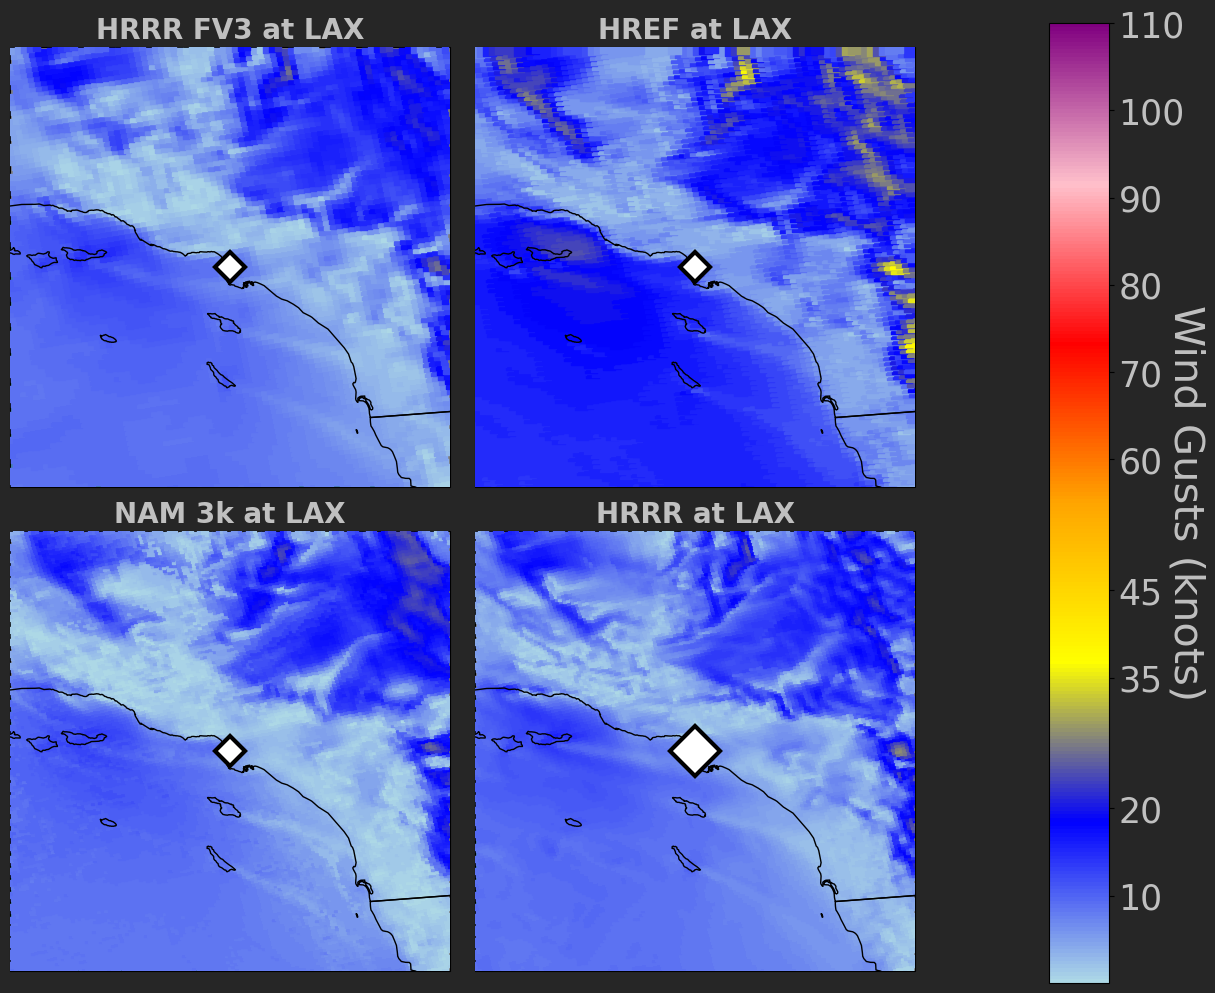 HRRR FV3 at LAX
HREF at LAX
NAM 3k at LAX
HRRR at LAX
110
100
90
80
70
60
45
35
20
10
Wind Gusts (knots)